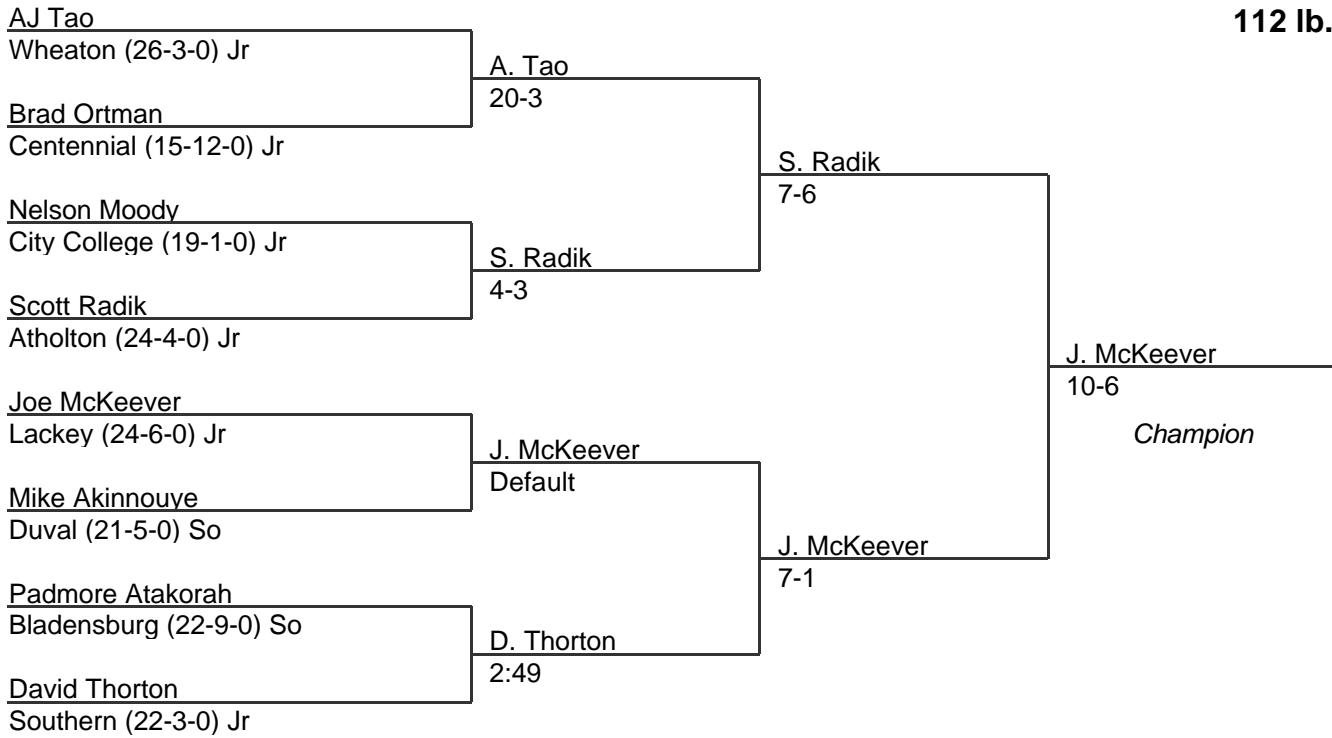 112 lb.
AJ Tao
Wheaton (26-3-0) Jr
A. Tao
20-3
Brad Ortman
Centennial (15-12-0) Jr
S. Radik
7-6
Nelson Moody
City College (19-1-0) Jr
S. Radik
4-3
Scott Radik
Atholton (24-4-0) Jr
J. McKeever
10-6
Champion
Joe McKeever
Lackey (24-6-0) Jr
J. McKeever
Default
Mike Akinnouye
Duval (21-5-0) So
J. McKeever
7-1
Padmore Atakorah
Bladensburg (22-9-0) So
D. Thorton
2:49
David Thorton
Southern (22-3-0) Jr